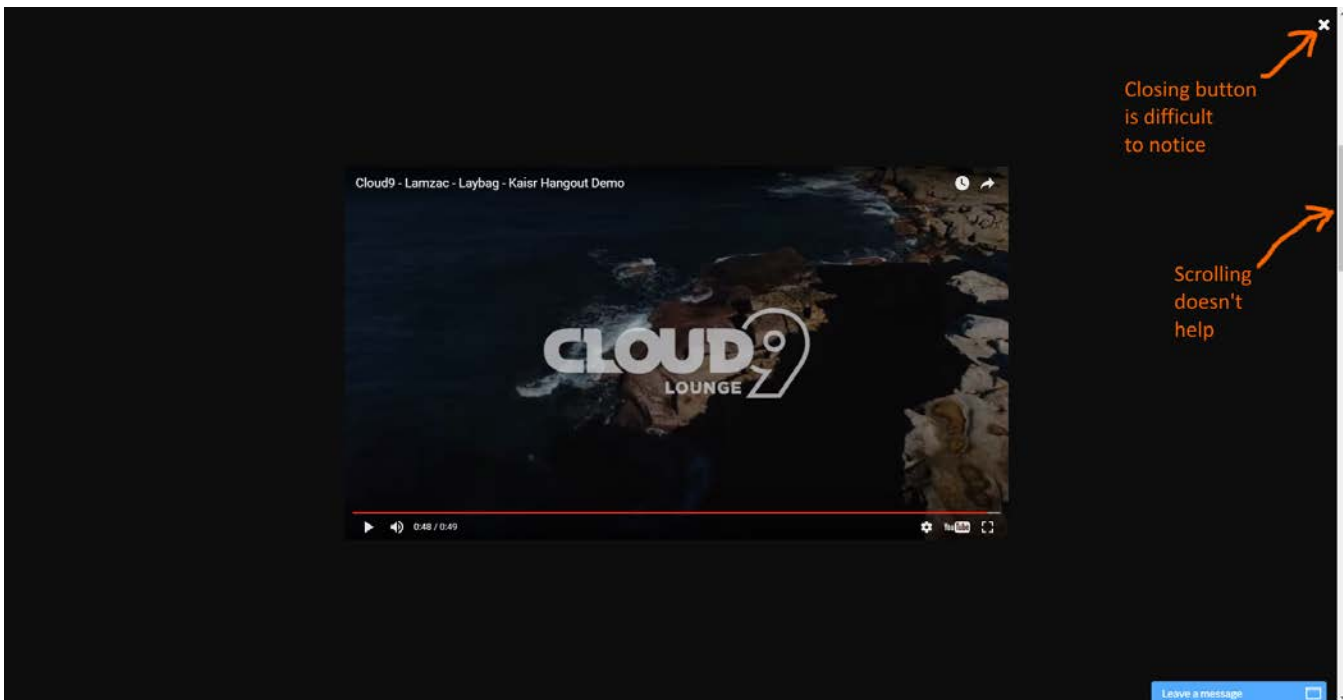 Closing button
is difficult
to notice
Cloud9 - Lamzac - Laybag - Kaisr Hangout Demo
Scrolling
doesn't
help
CLOUD9
LOUNGE
0:48 / 0:49
YouTube
Leave a message